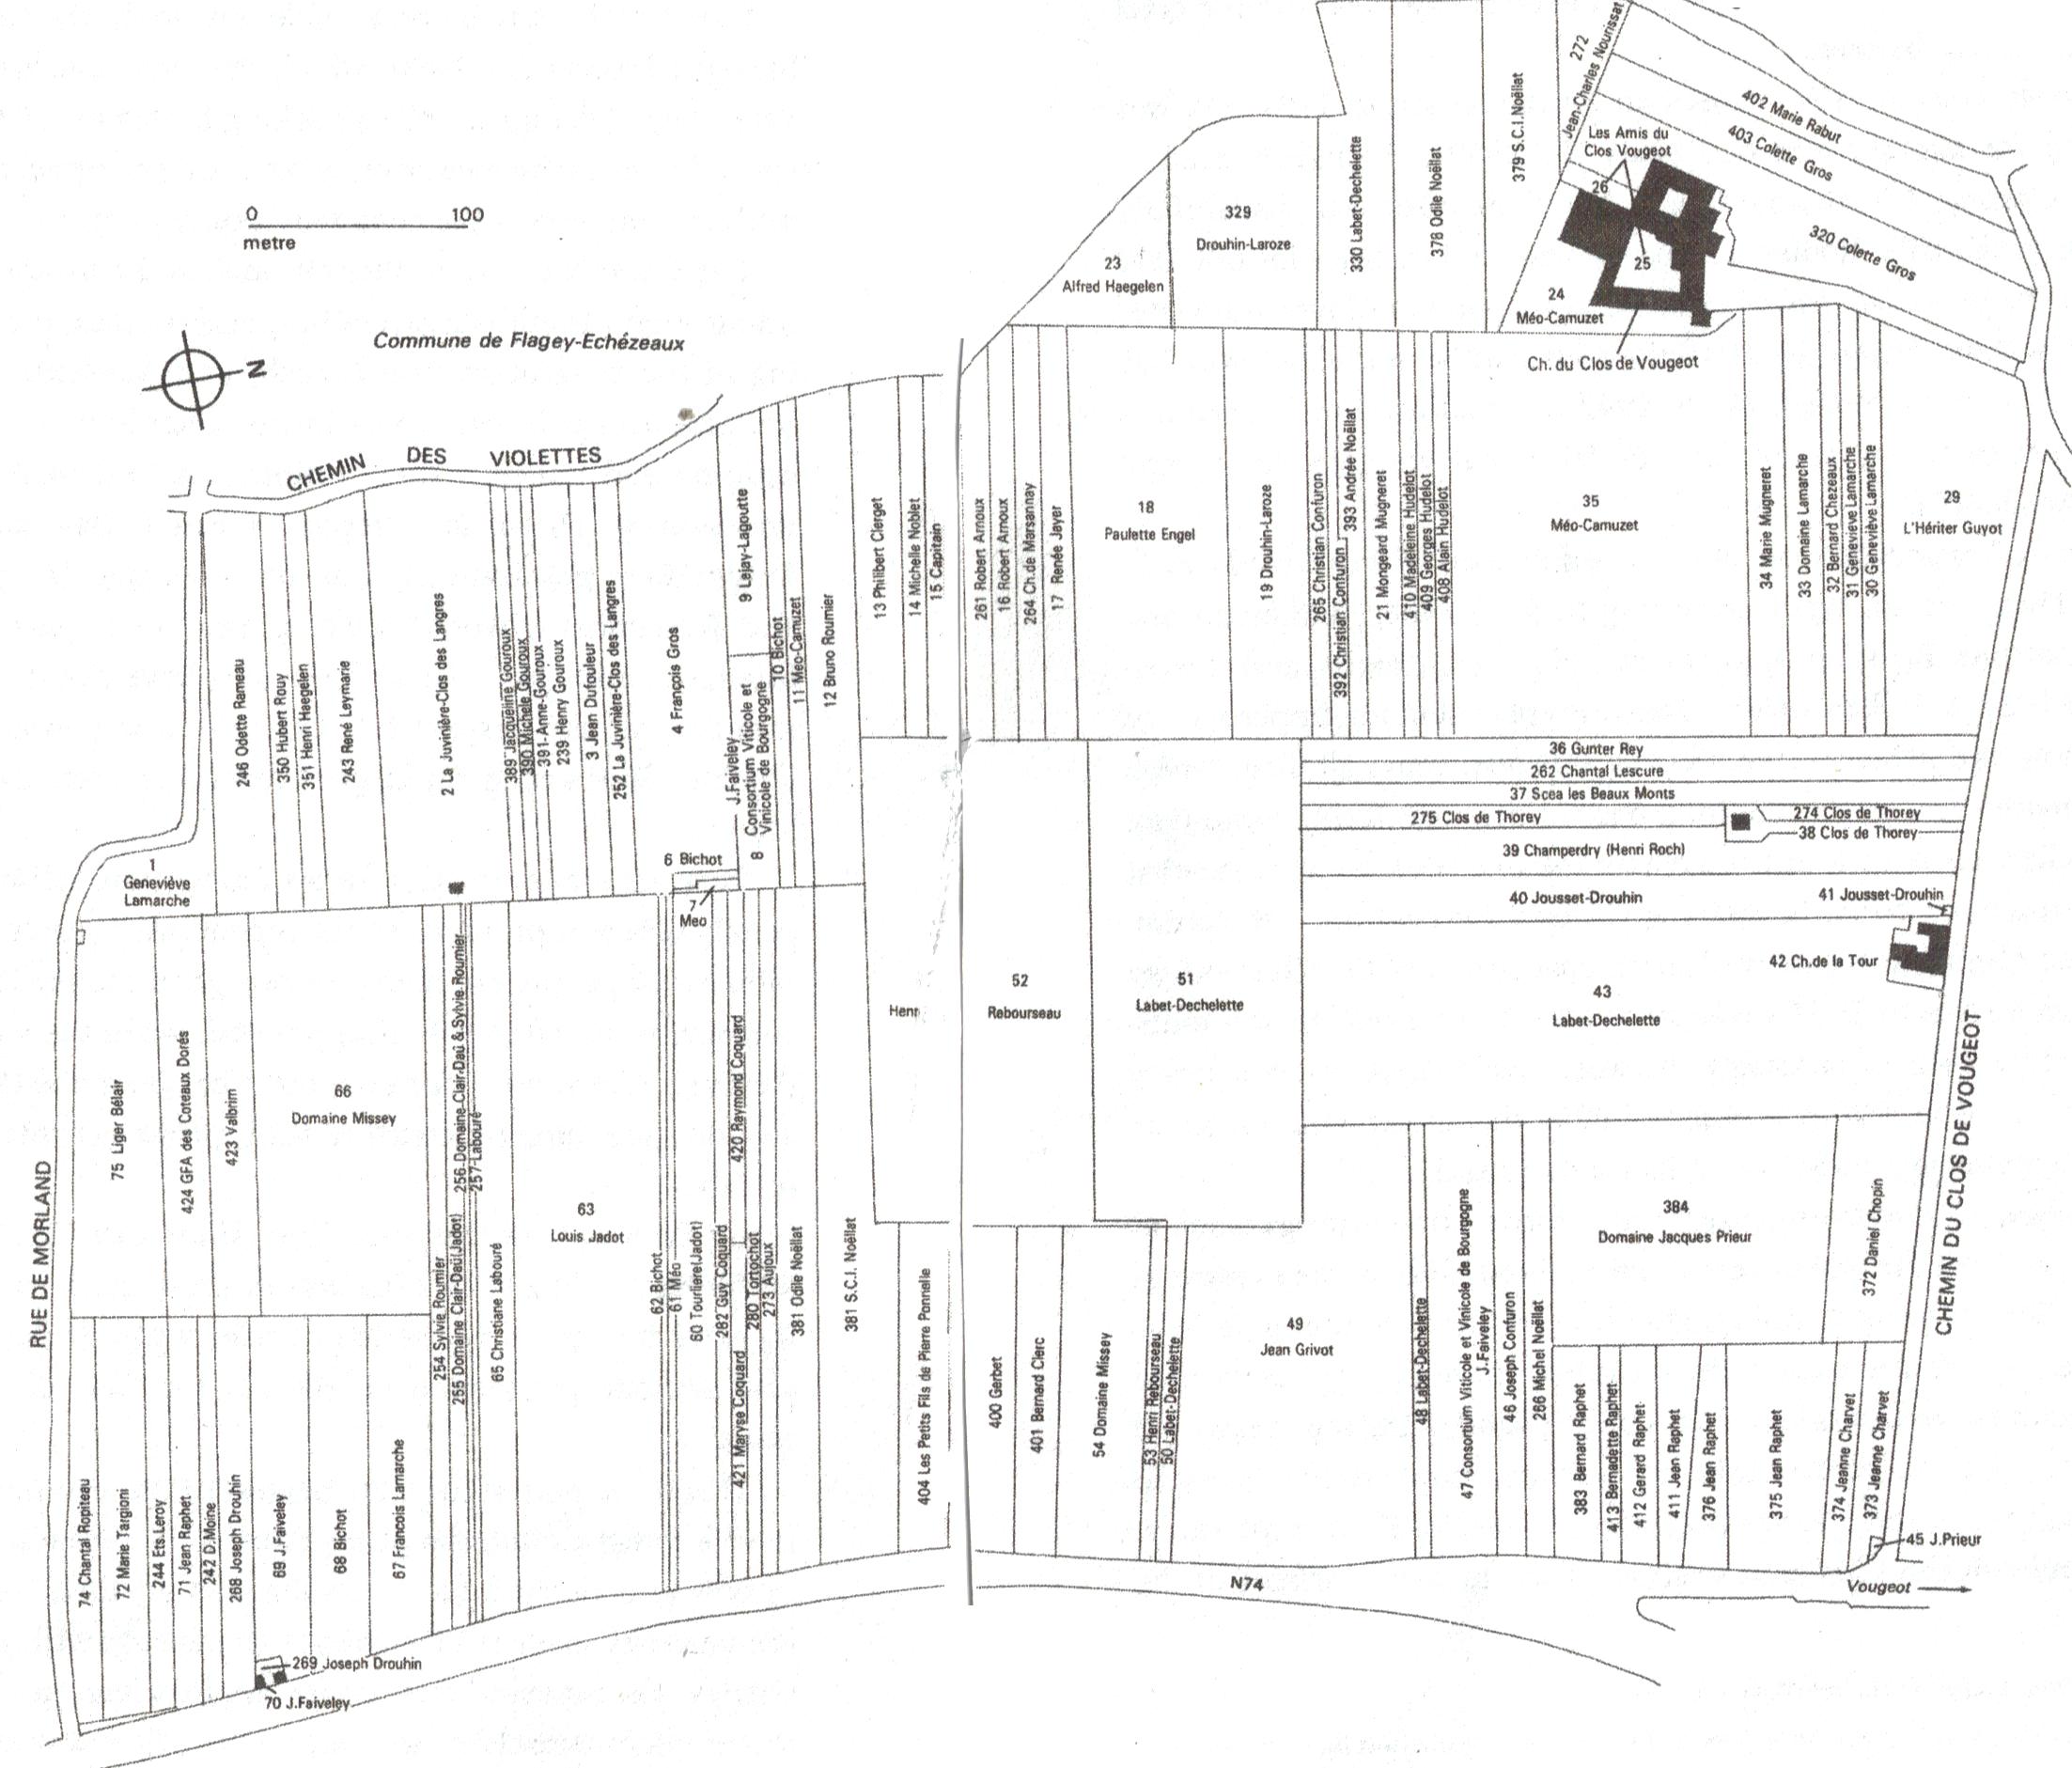 0 100
metre
N
Commune de Flagey-Echézeaux
CHEMIN DES VIOLETTES
272
Jean-Charles Nourissat
402 Marie Rabut
403 Colette Gros
320 Colette Gros
Les Amis du
Clos Vougeot
26
25
24
Méo-Camuzet
Ch. du Clos de Vougeot
379 S.C.I.Noëllat
378 Odile Noëllat
330 Labet-Dechelette
329
Drouhin-Laroze
23
Alfred Haegelen
1
Geneviève
Lamarche
246 Odette Rameau
350 Hubert Rouy
351 Henri Haegelen
243 René Leymarie
2 La Juvinière-Clos des Langres
389 Jacqueline Gouroux
390 Michele Gouroux
391-Anne-Gouroux
239 Henry Gouroux
3 Jean Dufouleur
252 La Juvinière-Clos des Langres
4 François Gros
6 Bichot
7
Meo
9 Lejay-Lagoutte
J.Faiveley
Consortium Viticole et
Vinicole de Bourgogne
8
10 Bichot
11 Meo-Camuzet
12 Bruno Roumier
13 Philibert Clerget
14 Michelle Noblet
15 Capitain
261 Robert Arnoux
16 Robert Arnoux
264 Ch.de Marsannay
17 Renée Jayer
18
Paulette Engel
19 Drouhin-Laroze
265 Christian Confuron
392 Christian Confuron
393 Andrée Noëllat
21 Mongeard Mugneret
410 Madeleine Hudelot
409 Georges Hudelot
408 Alain Hudelot
35
Méo-Camuzet
34 Marie Mugneret
33 Domaine Lamarche
32 Bernard Chezeaux
31 Genevieve Lamarche
30 Geneviève Lamarche
29
L'Hériter Guyot
36 Gunter Rey
262 Chantal Lescure
37 Scea les Beaux Monts
275 Clos de Thorey
274 Clos de Thorey
38 Clos de Thorey
39 Champerdry (Henri Roch)
40 Jousset-Drouhin
41 Jousset-Drouhin
42 Ch.de la Tour
43
Labet-Dechelette
51
Labet-Dechelette
Henr
52
Rebourseau
RUE DE MORLAND
75 Liger Bélair
424 GFA des Coteaux Dorés
423 Valbrim
66
Domaine Missey
254 Sylvie Roumier
255 Domaine Clair-Daü(Jadot)
256-Domaine-Clair-Daü & Sylvie-Roumier
257-Labouré
65 Christiane Labouré
63
Louis Jadot
62 Bichot
61 Méo
60 Tourliere(Jadot)
282 Guy Coquard
420 Raymond Coquard
421 Maryse Coquard
280 Tortochot
273 Aujoux
381 Odile Noëllat
381 S.C.I. Noëllat
404 Les Petits Fils de Pierre Ponnelle
400 Gerbet
401 Bernard Clerc
54 Domaine Missey
53 Henri Rebourseau
50 Labet-Dechelette
49
Jean Grivot
48 Labet-Dechelette
47 Consortium Viticole et Vinicole de Bourgogne
J.Faiveley
46 Joseph Confuron
266 Michel Noëllat
384
Domaine Jacques Prieur
372 Daniel Chopin
383 Bernard Raphet
413 Bernadette Raphet
412 Gerard Raphet
411 Jean Raphet
376 Jean Raphet
375 Jean Raphet
374 Jeanne Charvet
373 Jeanne Charvet
45 J.Prieur
CHEMIN DU CLOS DE VOUGEOT
74 Chantal Ropiteau
72 Marie Targioni
244 Ets.Leroy
71 Jean Raphet
242 D.Moine
268 Joseph Drouhin
69 J.Faiveley
68 Bichot
67 Francois Lamarche
269 Joseph Drouhin
70 J.Faiveley
N74
Vougeot